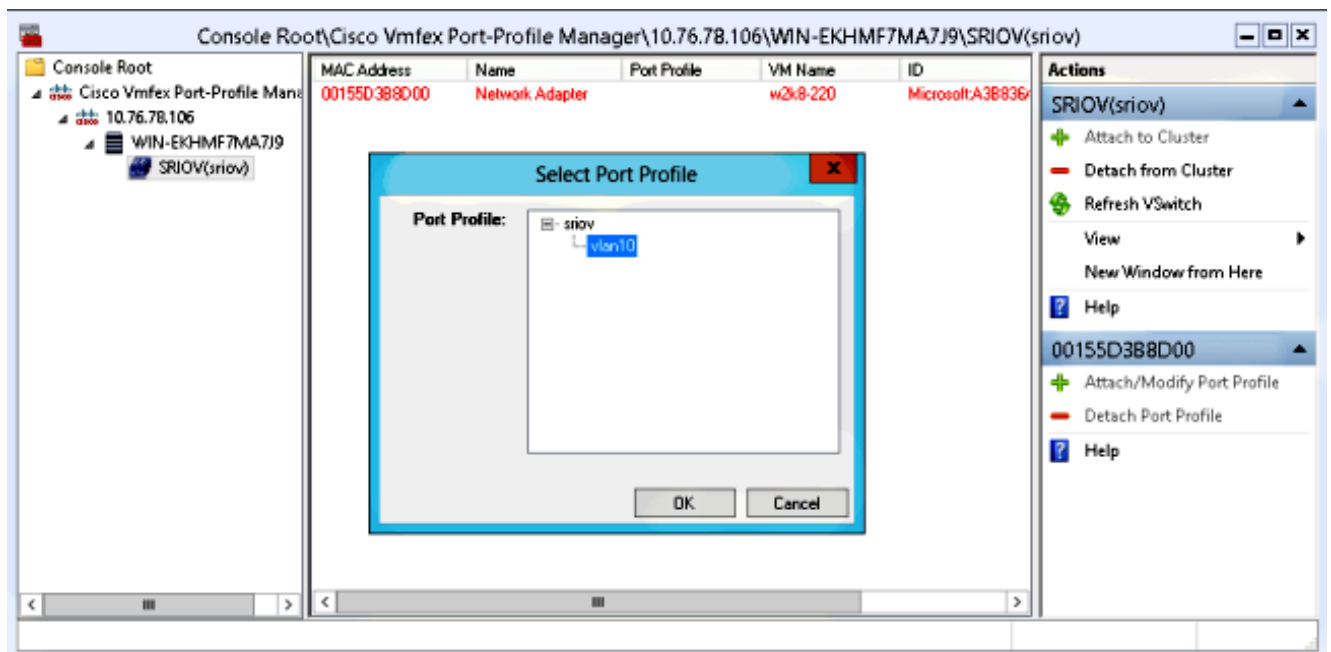 Console Root\Cisco Vmfex Port-Profile Manager\10.76.78.106\WIN-EKHMF7MA7J9\SRIOV(sriov)
Console Root
Cisco Vmfex Port-Profile Mana
10.76.78.106
WIN-EKHMF7MA7J9
SRIOV(sriov)
MAC Address Name Port Profile VM Name ID
00155D3B8D00 Network Adapter w2k8-220 Microsoft:A3B836
Select Port Profile
Port Profile:
sriov
vlan10
OK Cancel
Actions
SRIOV(sriov)
Attach to Cluster
Detach from Cluster
Refresh VSwitch
View
New Window from Here
Help
00155D3B8D00
Attach/Modify Port Profile
Detach Port Profile
Help